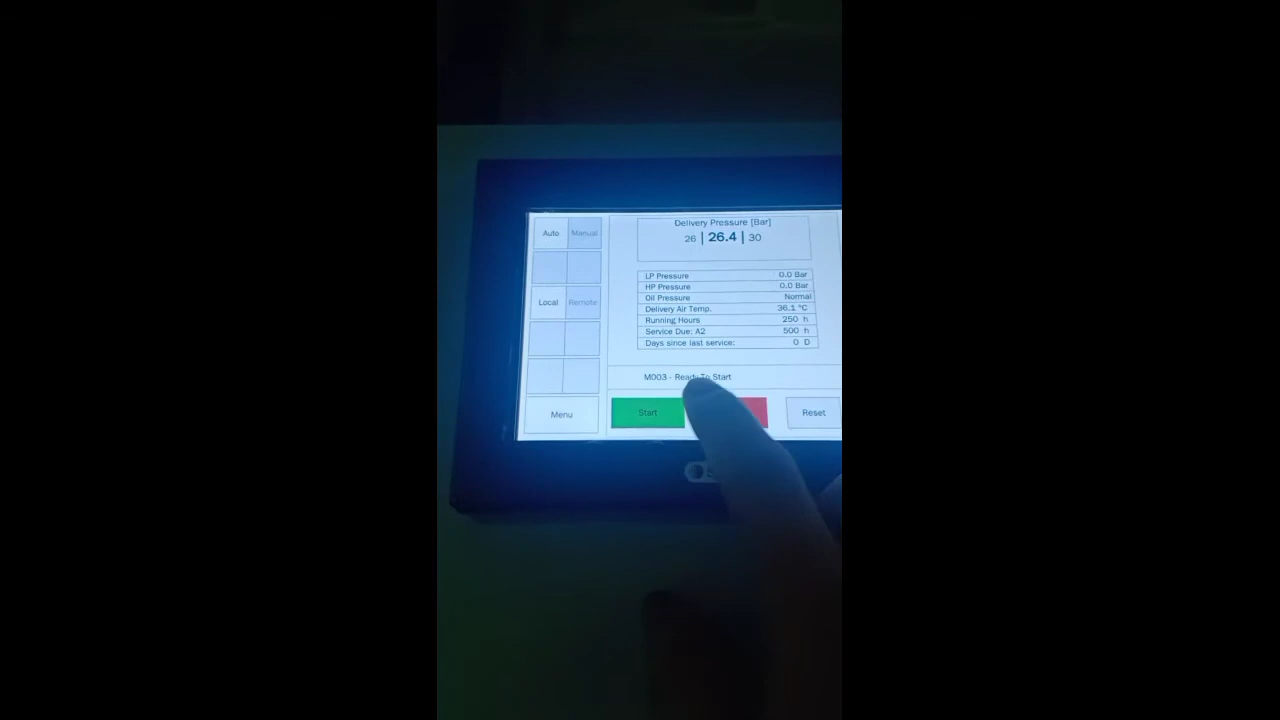 Delivery Pressure [Bar]
26 | 26.4 | 30
Auto Manual
Local Remote
LP Pressure 0.0 Bar
HP Pressure 0.0 Bar
Oil Pressure Normal
Delivery Air Temp. 36.1 °C
Running Hours 250 h
Service Due: A2 500 h
Days since last service: 0 D
M003 - Ready To Start
Menu Start Reset